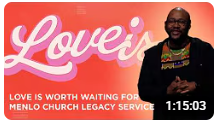 Love is
LOVE IS WORTH WAITING FOR
MENLO CHURCH LEGACY SERVICE
1:15:03